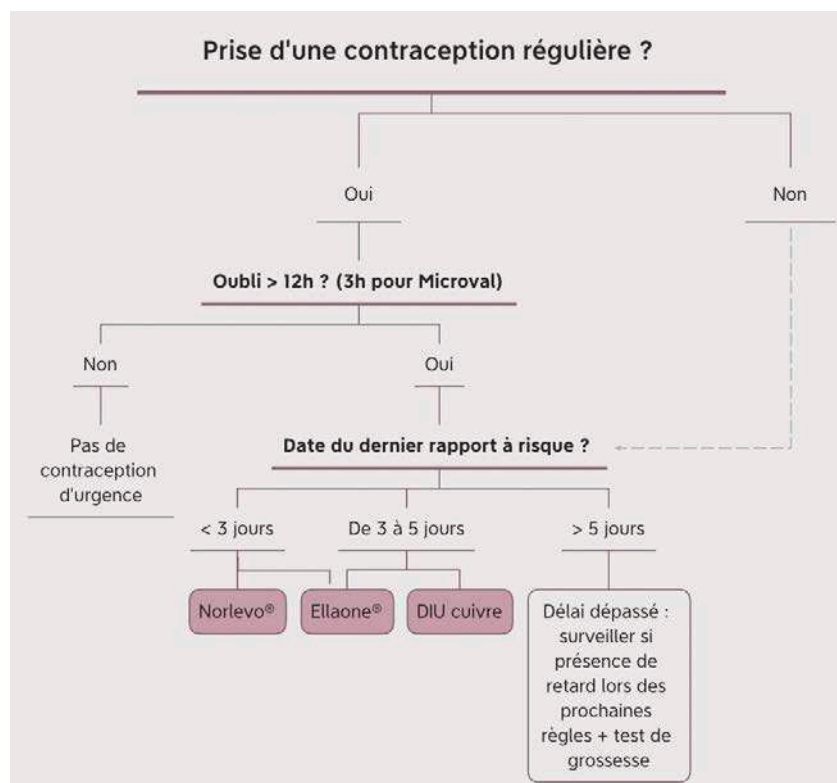 Prise d'une contraception régulière ?
Oui
Non
Oubli > 12h ? (3h pour Microval)
Non
Oui
Pas de
contraception
d'urgence
Date du dernier rapport à risque ?
< 3 jours
De 3 à 5 jours
> 5 jours
Norlevo®
Ellaone®
DIU cuivre
Délai dépassé :
surveiller si
présence de
retard lors des
prochaines
règles + test de
grossesse